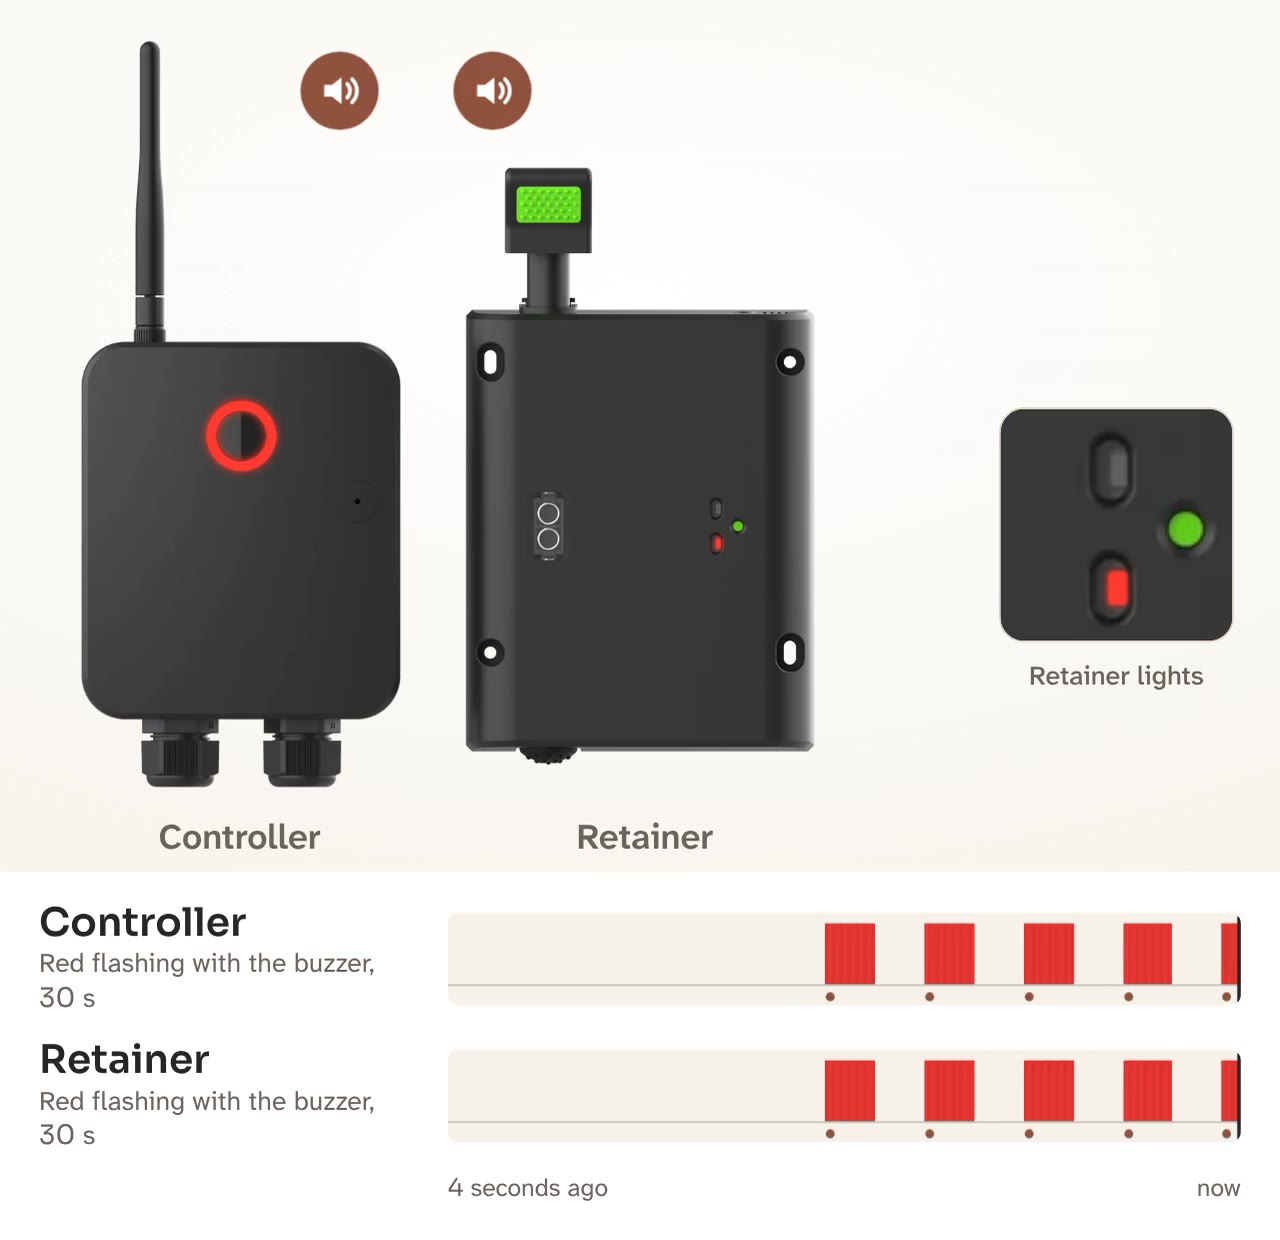 Controller
Retainer
Retainer lights
Controller
Red flashing with the buzzer,
30 s
Retainer
Red flashing with the buzzer,
30 s
4 seconds ago
now